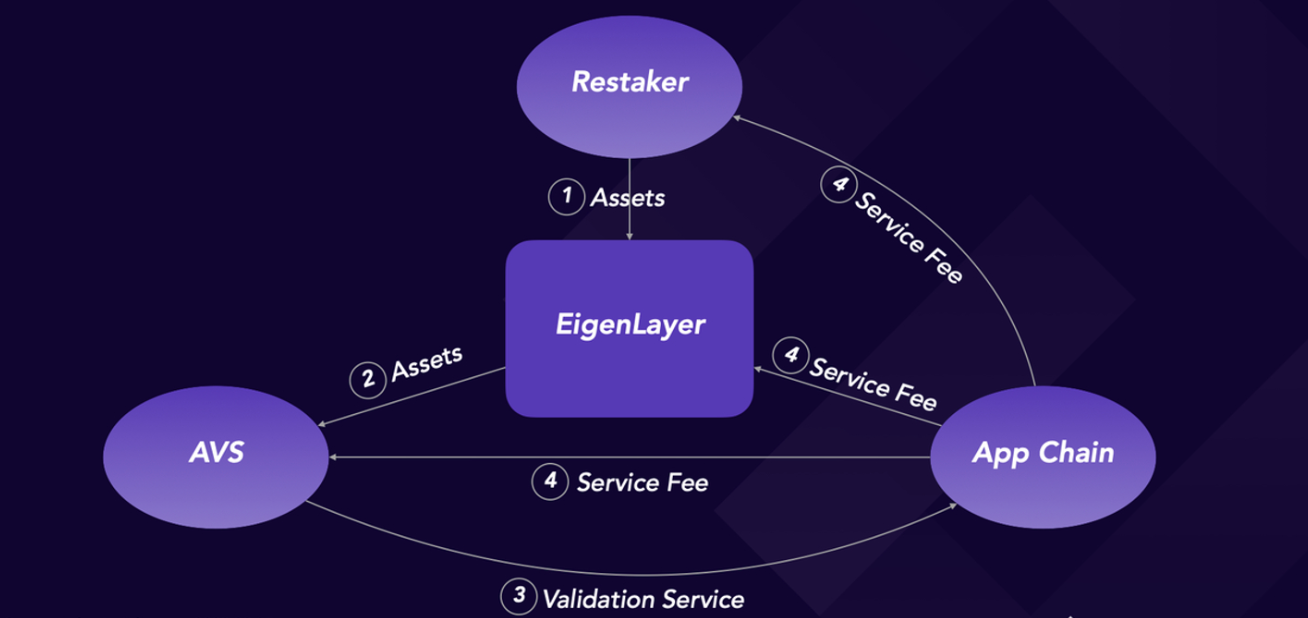 Restaker
1 Assets
4 Service Fee
EigenLayer
2 Assets
4 Service Fee
AVS
App Chain
4 Service Fee
3 Validation Service